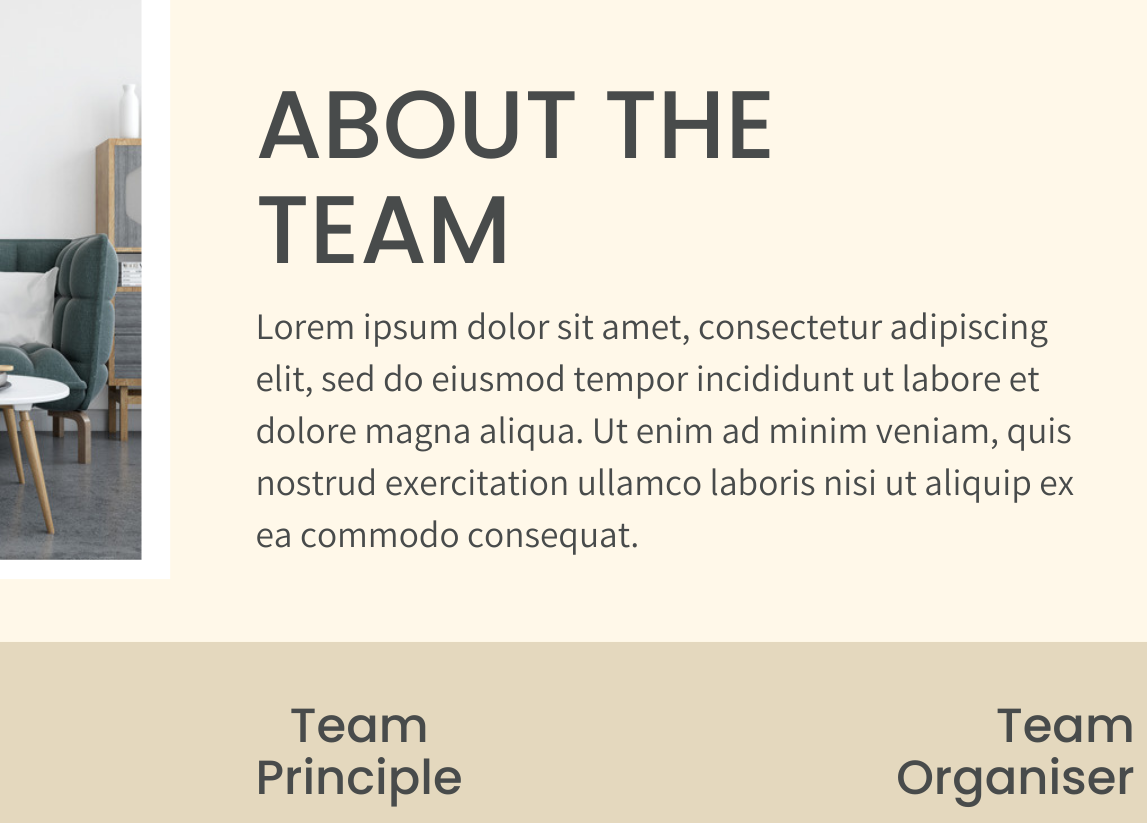 ABOUT THE
TEAM
Lorem ipsum dolor sit amet, consectetur adipiscing
elit, sed do eiusmod tempor incididunt ut labore et
dolore magna aliqua. Ut enim ad minim veniam, quis
nostrud exercitation ullamco laboris nisi ut aliquip ex
ea commodo consequat.
Team
Principle
Team
Organiser